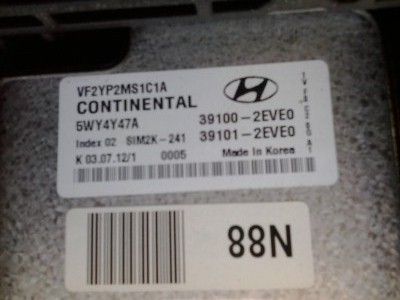 VF2YP2MS1C1A
CONTINENTAL
5WY4Y47A 39100-2EVE0
Index 02 SIM2K-241 39101-2EVE0
K 03.07.12/1 0005 Made in Korea
88N